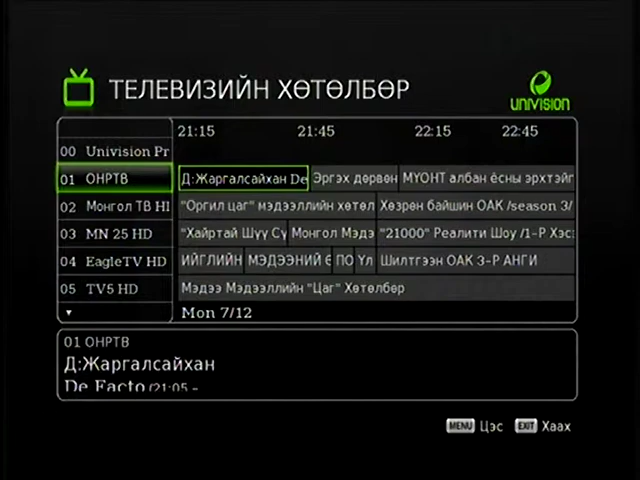 ТЕЛЕВИЗИЙН ХӨТӨЛБӨР
UNIVISION
21:15 21:45 22:15 22:45
00 Univision Pr
01 ОНРТВ Д:Жаргалсайхан De Эргэх дөрвөн МҮОНТ албан ёсны эрхтэйг
02 Монгол ТВ HI "Оргил цаг" мэдээллийн хөтөл Хөзрөн байшин ОАК /season 3/
03 MN 25 HD "Хайртай Шүү Сү Монгол Мэдэ "21000" Реалити Шоу /1-Р Хэс
04 EagleTV HD ИЙГЛИЙН МЭДЭЭНИЙ ПО Үл Шилтгээн ОАК 3-Р АНГИ
05 TV5 HD Мэдээ Мэдээллийн "Цаг" Хөтөлбөр
Mon 7/12
01 ОНРТВ
Д:Жаргалсайхан
De Facto /21:05 -
MENU Цэс EXIT Хаах